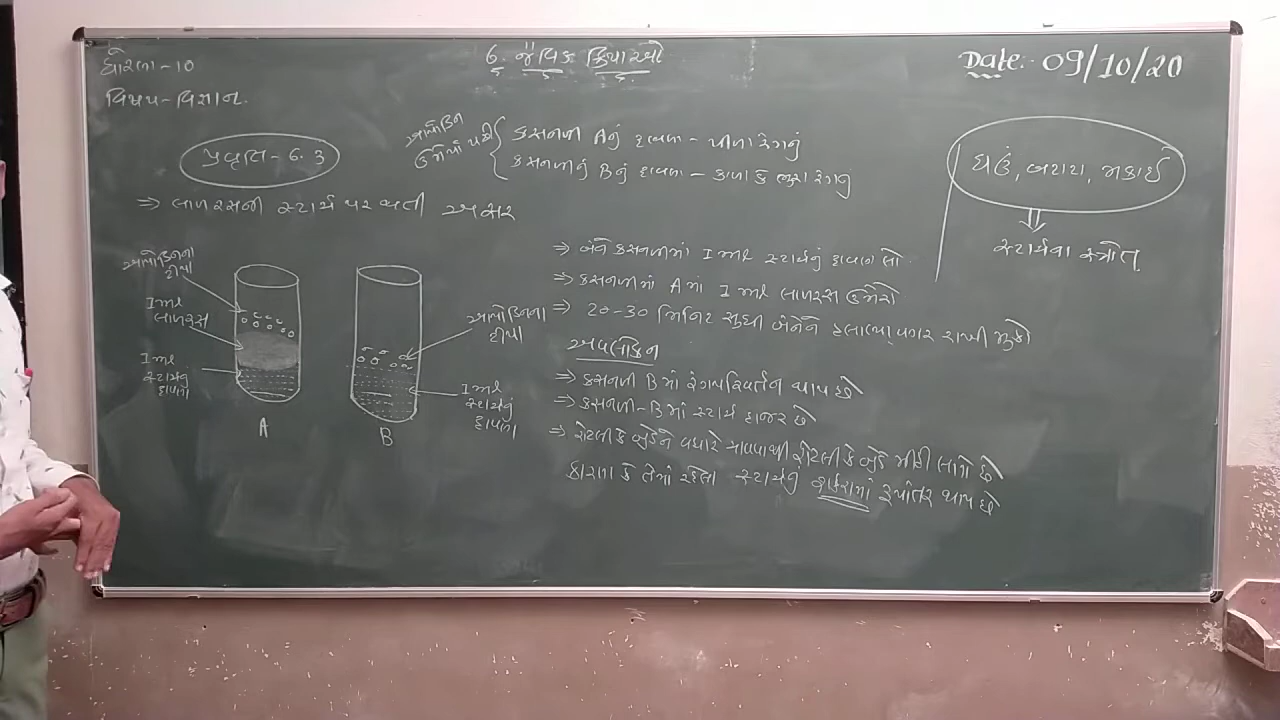 ધોરણ-10
વિષય-વિજ્ઞાન.
6. જૈવિક ક્રિયાઓ
Date:- 09/10/20
પ્રવૃત્તિ-6.3
⇒ લાળરસની સ્ટાર્ચ પર થતી અસર
આયોડિન
ઉમેર્યા પછી
કસનળી Aનું દ્રાવણ - પીળા રંગનું
કસનળીનું Bનું દ્રાવણ - કાળા કે ભુરા રંગનું
ઘઉં, બટાટા, મકાઈ
સ્ટાર્ચના સ્ત્રોત
આયોડિનના
ટીપાં
1 ml
લાળરસ
1 ml
સ્ટાર્ચનું
દ્રાવણ
A
આયોડિનના
ટીપાં
1 ml
સ્ટાર્ચનું
દ્રાવણ
B
⇒ બંને કસનળીમાં 1 ml સ્ટાર્ચનું દ્રાવણ લો.
⇒ કસનળીમાં A માં 1 ml લાળરસ ઉમેરો
⇒ 20-30 મિનિટ સુધી બંનેને હલાવ્યા વગર રાખી મુકો
અવલોકન
⇒ કસનળી B માં રંગપરિવર્તન થાય છે
⇒ કસનળી-B માં સ્ટાર્ચ હાજર છે
⇒ રોટલી કે બ્રેડને વધારે ચાવવાથી રોટલી કે બ્રેડ મીઠી લાગે છે
કારણ કે તેમાં રહેલા સ્ટાર્ચનું શર્કરામાં રૂપાંતર થાય છે